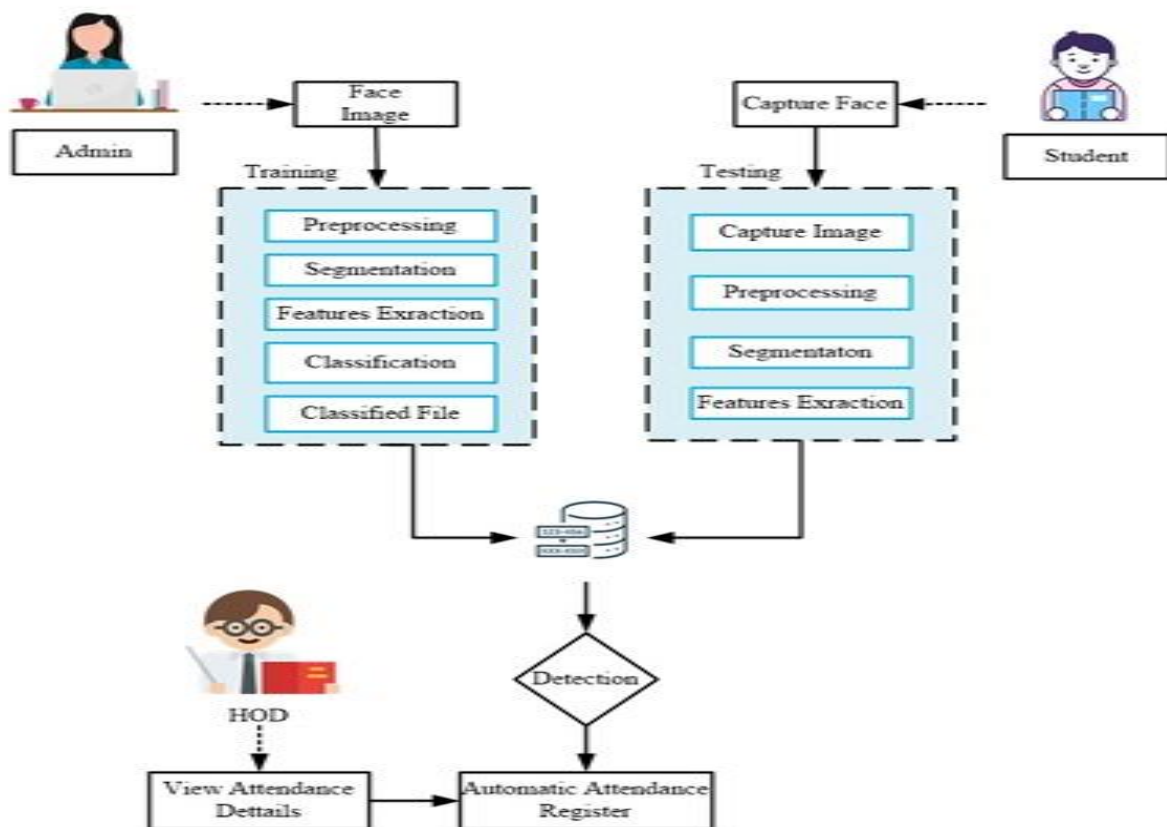 Face
Image
Capture Face
Admin
Student
Training
Testing
Preprocessing
Segmentation
Features Exraction
Classification
Classified File
Capture Image
Preprocessing
Segmentaton
Features Exraction
Detection
HOD
View Attendance
Dettails
Automatic Attendance
Register